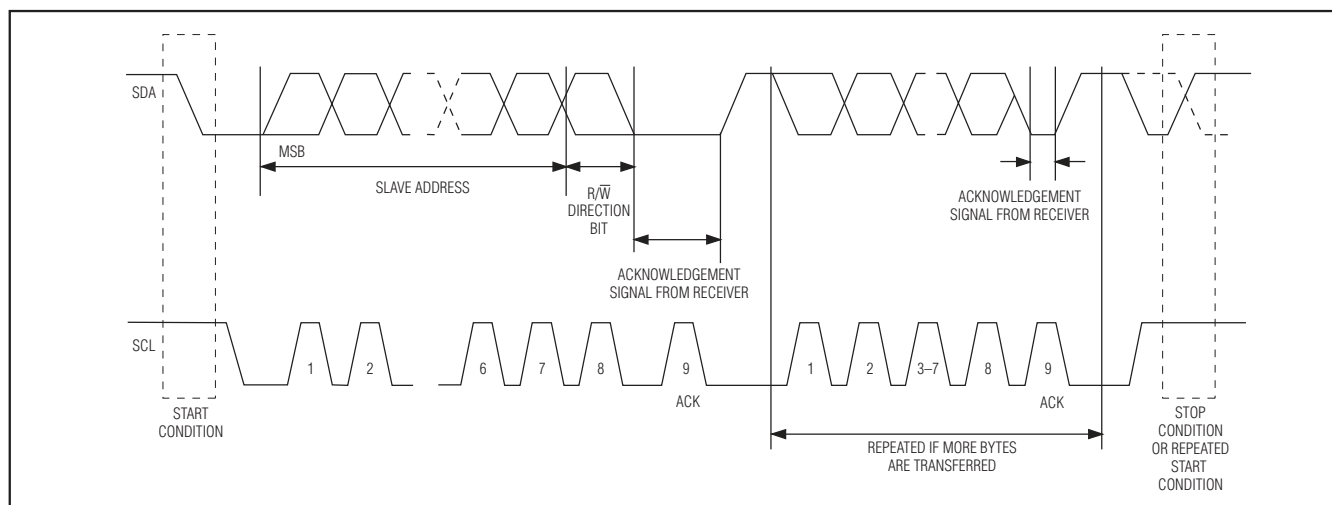 SDA
MSB
SLAVE ADDRESS
R/W̅
DIRECTION
BIT
ACKNOWLEDGEMENT
SIGNAL FROM RECEIVER
ACKNOWLEDGEMENT
SIGNAL FROM RECEIVER
SCL
1 2 6 7 8 9 1 2 3–7 8 9
ACK ACK
START
CONDITION
REPEATED IF MORE BYTES
ARE TRANSFERRED
STOP
CONDITION
OR REPEATED
START
CONDITION